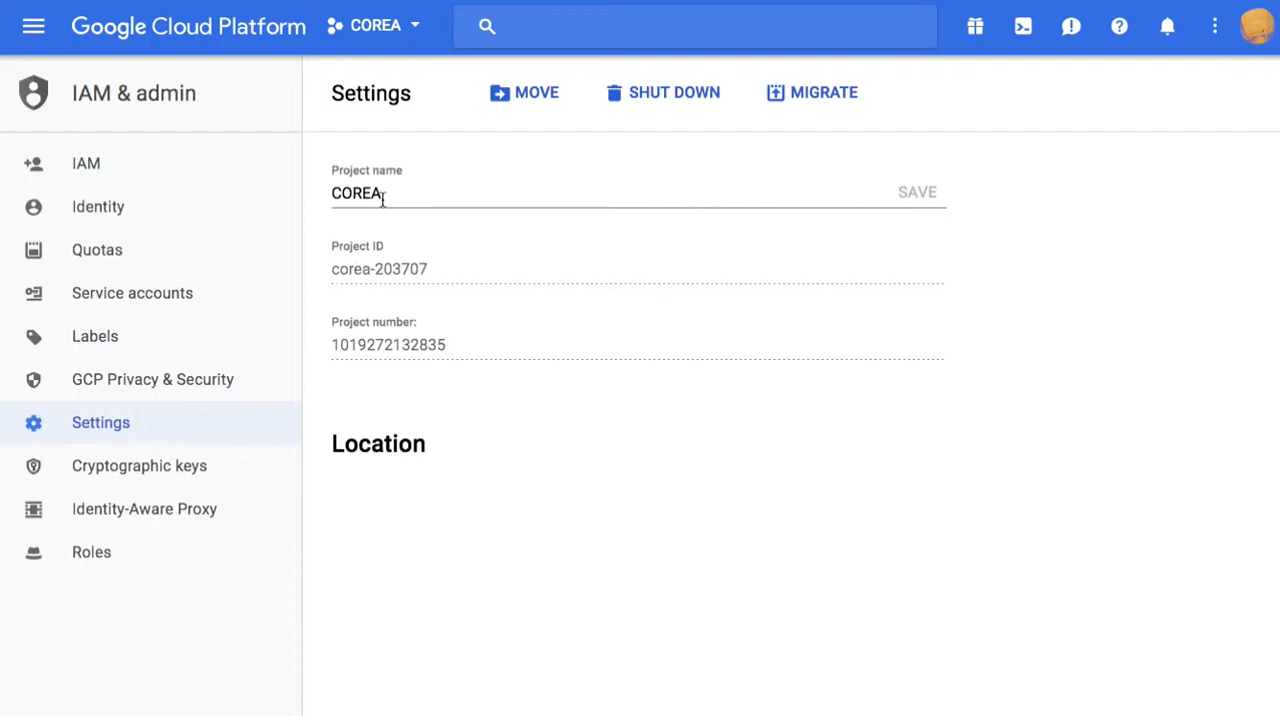 Google Cloud Platform
COREA
IAM & admin
Settings
MOVE
SHUT DOWN
MIGRATE
IAM
Identity
Quotas
Service accounts
Labels
GCP Privacy & Security
Settings
Cryptographic keys
Identity-Aware Proxy
Roles
Project name
COREA
SAVE
Project ID
corea-203707
Project number:
1019272132835
Location